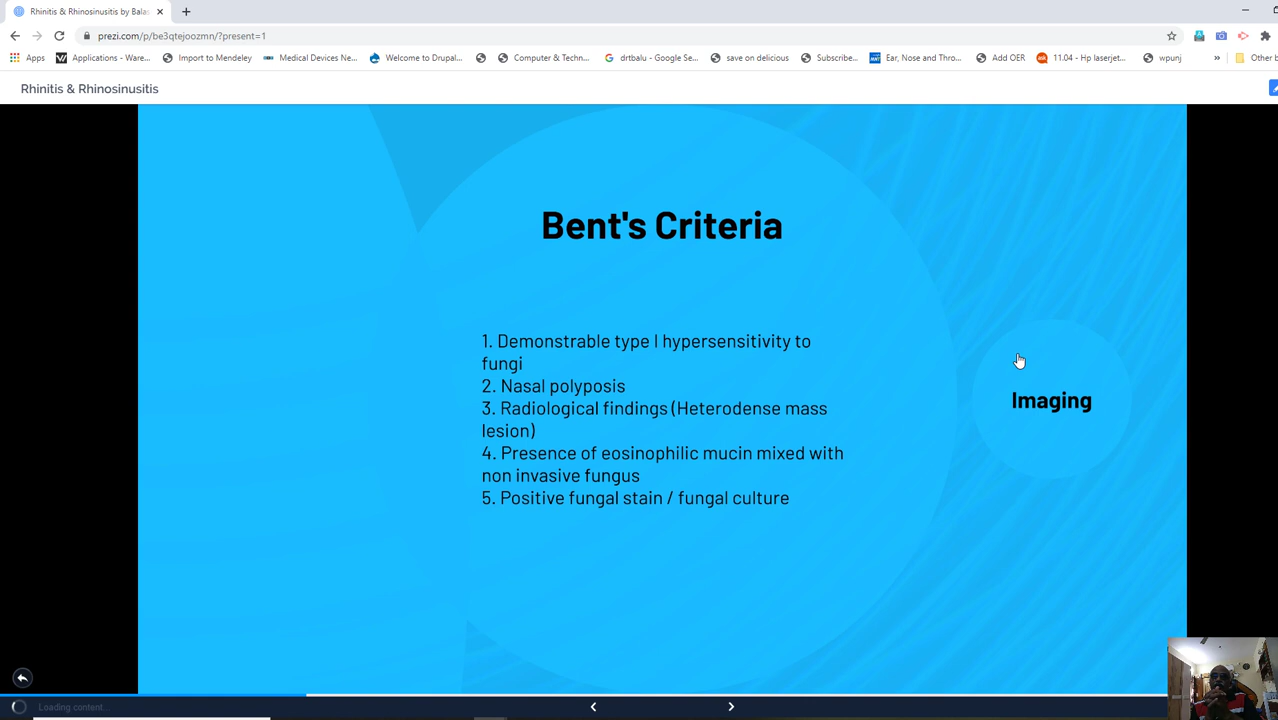 Rhinitis & Rhinosinusitis by Balas
prezi.com/p/be3qtejoozmn/?present=1
Apps Applications - Ware... Import to Mendeley Medical Devices Ne... Welcome to Drupal... Computer & Techn... drtbalu - Google Se... save on delicious Subscribe... Ear, Nose and Thro... Add OER 11.04 - Hp laserjet... wpunj » Other b
Rhinitis & Rhinosinusitis
Bent's Criteria
1. Demonstrable type I hypersensitivity to
fungi
2. Nasal polyposis
3. Radiological findings (Heterodense mass
lesion)
4. Presence of eosinophilic mucin mixed with
non invasive fungus
5. Positive fungal stain / fungal culture
Imaging
Loading content...